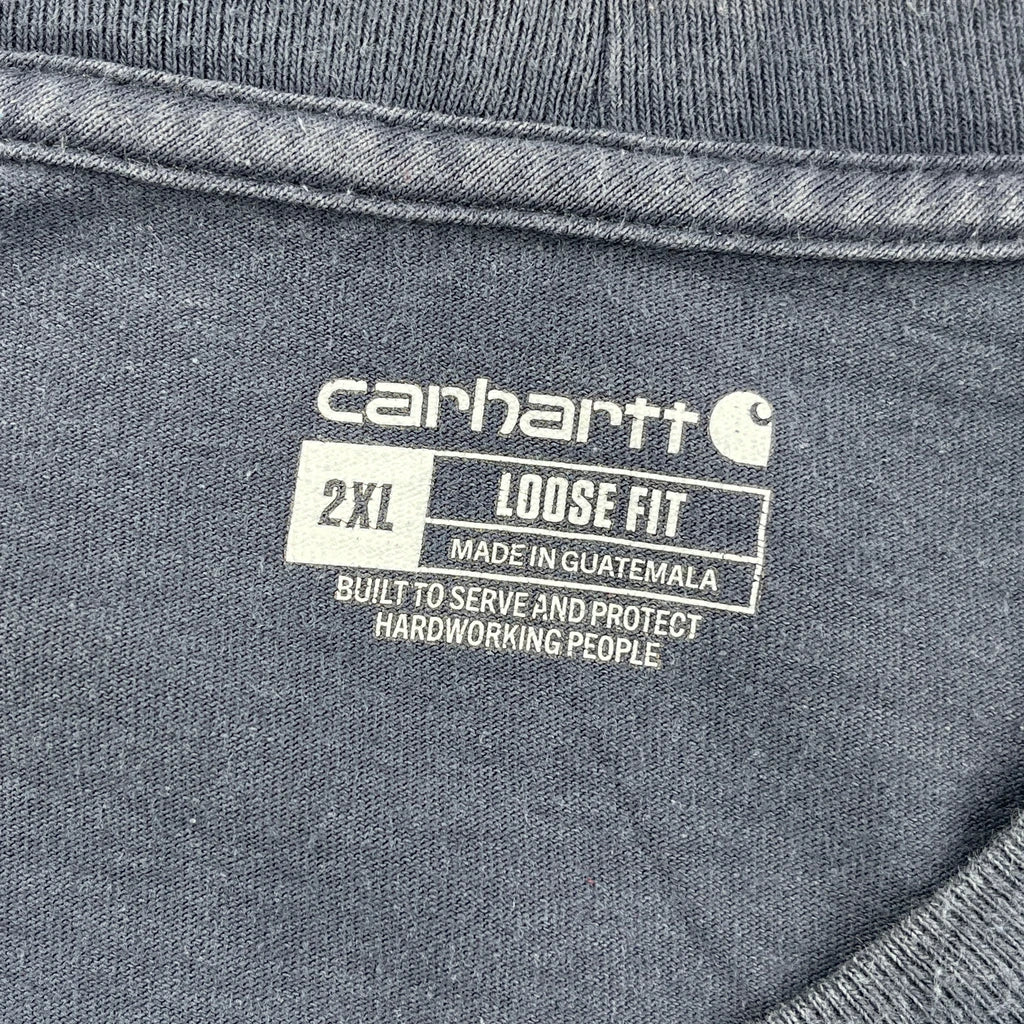 carhartt
2XL
LOOSE FIT
MADE IN GUATEMALA
BUILT TO SERVE AND PROTECT
HARDWORKING PEOPLE